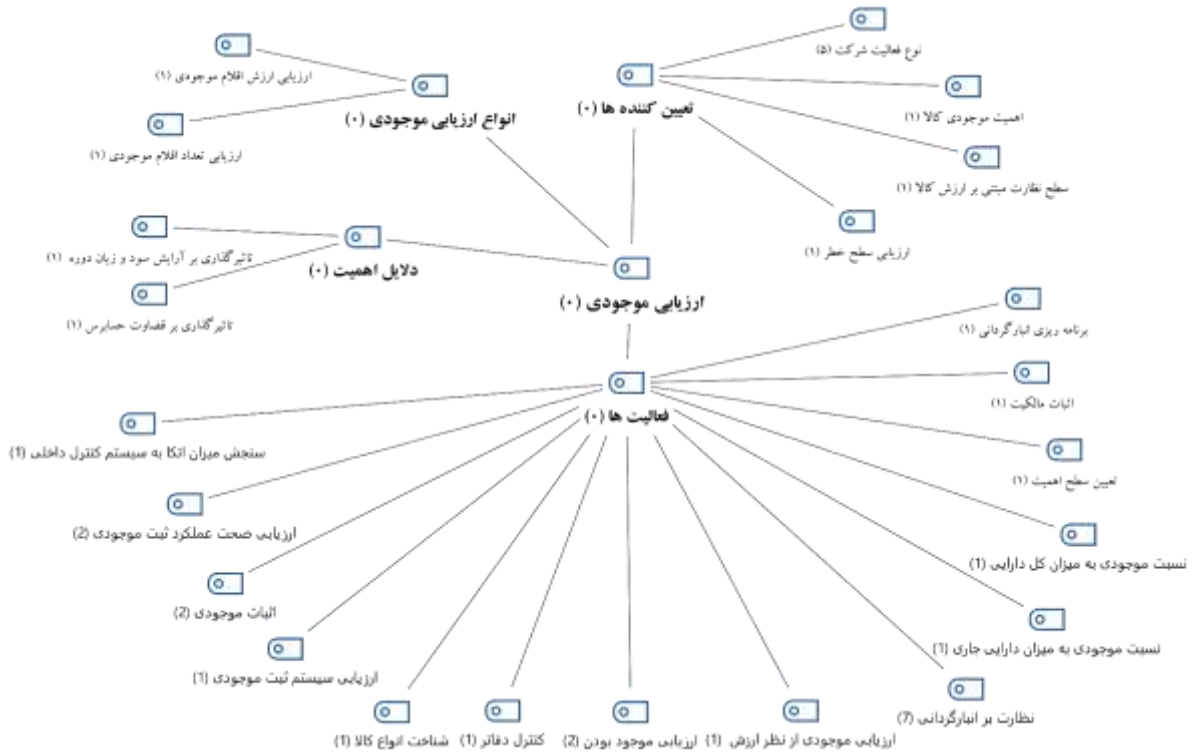 نوع فعالیت شرکت (۵)
ارزیابی ارزش اقلام موجودی (۱)
تعیین کننده ها (۰)
اهمیت موجودی کالا (۱)
انواع ارزیابی موجودی (۰)
ارزیابی تعداد اقلام موجودی (۱)
سطح نظارت مبتنی بر ارزش کالا (۱)
ارزیابی سطح خطر (۱)
تاثیرگذاری بر آرایش سود و زیان دوره (۱)
دلایل اهمیت (۰)
ارزیابی موجودی (۰)
تاثیرگذاری بر قضاوت حسابرس (۱)
برنامه ریزی انبارگردانی (۱)
اثبات مالکیت (۱)
فعالیت ها (۰)
سنجش میزان اتکا به سیستم کنترل داخلی (1)
تعیین سطح اهمیت (۱)
ارزیابی صحت عملکرد ثبت موجودی (2)
نسبت موجودی به میزان کل دارایی (1)
اثبات موجودی (2)
نسبت موجودی به میزان دارایی جاری (1)
ارزیابی سیستم ثبت موجودی (1)
نظارت بر انبارگردانی (7)
ارزیابی موجودی از نظر ارزش (1)
ارزیابی موجود بودن (2)
کنترل دفاتر (1)
شناخت انواع کالا (1)